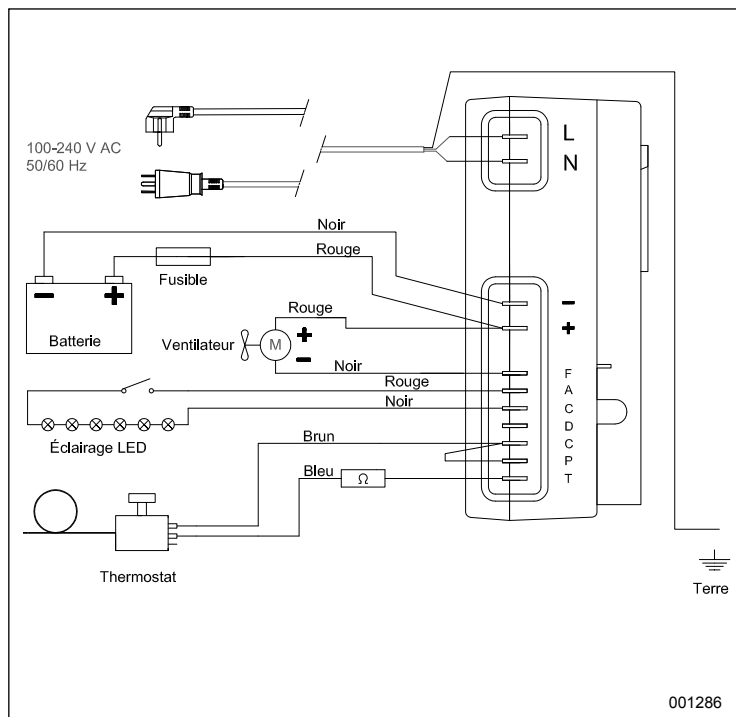 100-240 V AC
50/60 Hz
L
N
Noir
Rouge
Fusible
Batterie
Rouge
Ventilateur
M
Noir
Rouge
Noir
Éclairage LED
Brun
Bleu
Ω
Thermostat
−
+
−
+
+
−
F
A
C
D
C
P
T
Terre
001286